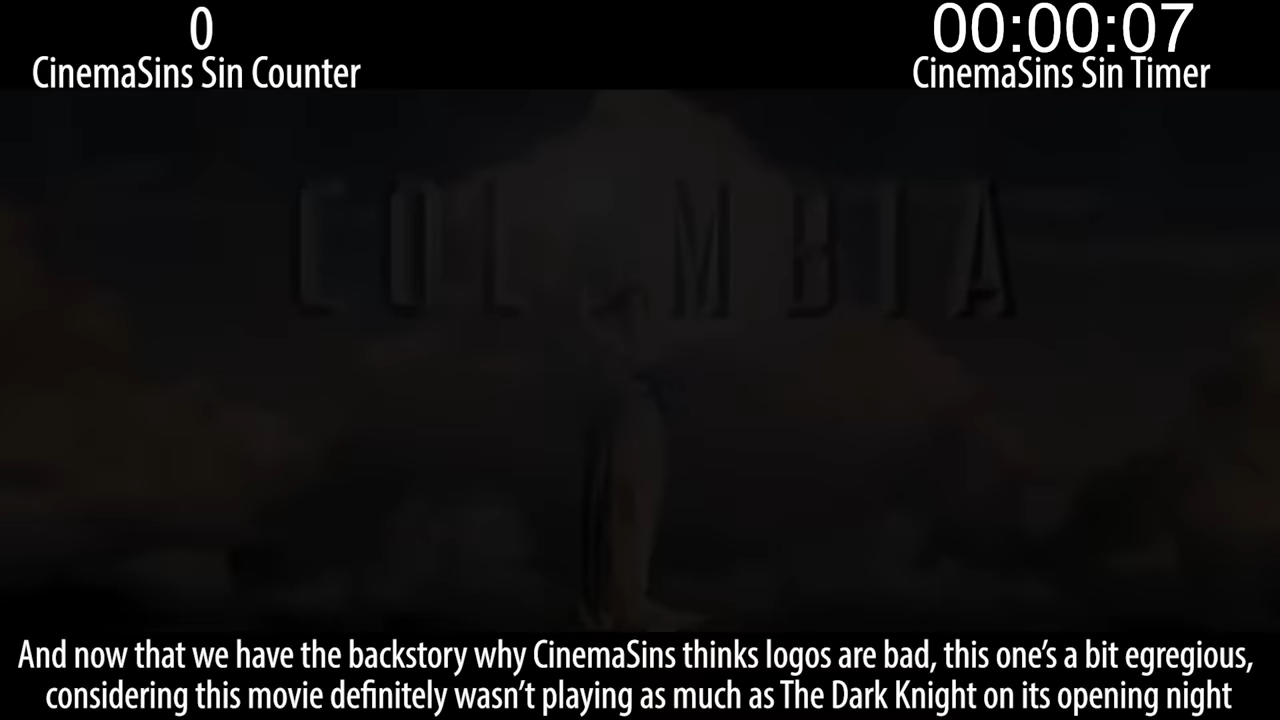 0
CinemaSins Sin Counter
00:00:07
CinemaSins Sin Timer
COLUMBIA
And now that we have the backstory why CinemaSins thinks logos are bad, this one's a bit egregious,
considering this movie definitely wasn't playing as much as The Dark Knight on its opening night